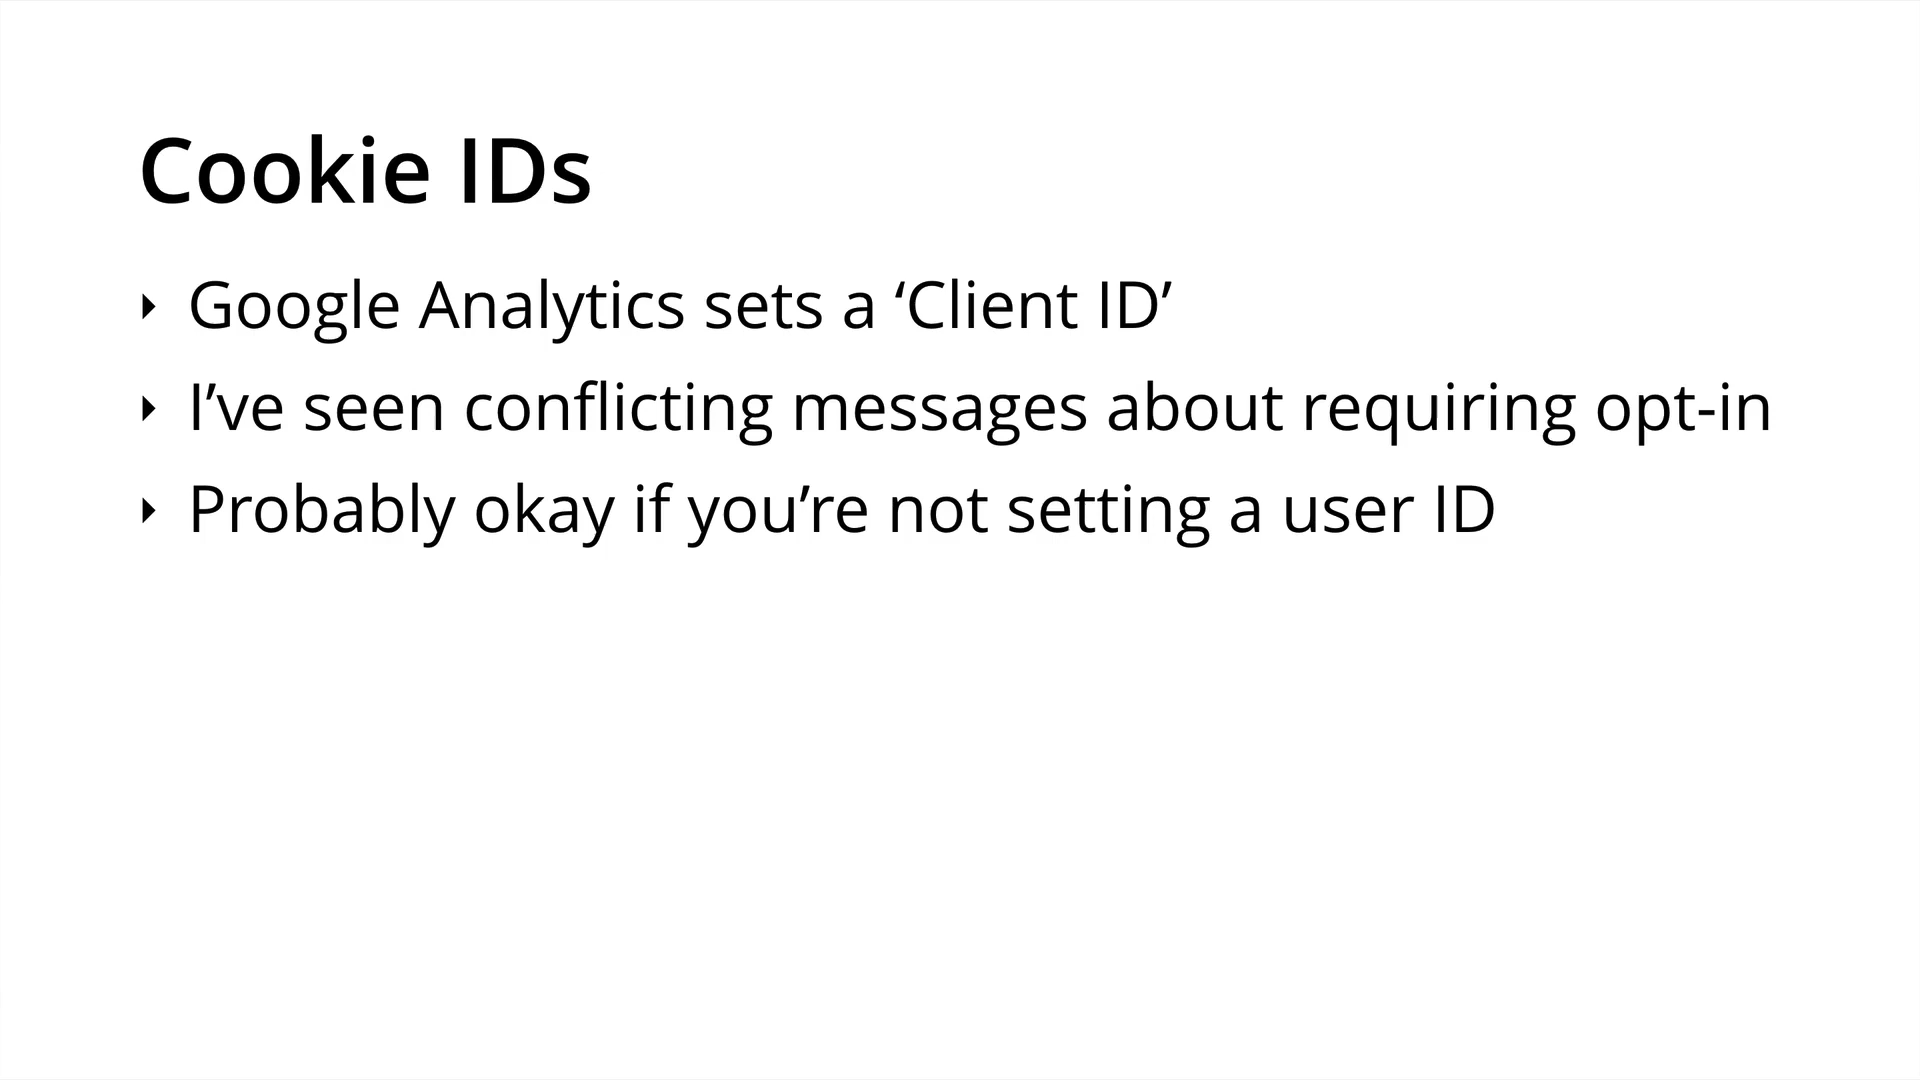 Cookie IDs
‣ Google Analytics sets a ‘Client ID’
‣ I’ve seen conflicting messages about requiring opt-in
‣ Probably okay if you’re not setting a user ID